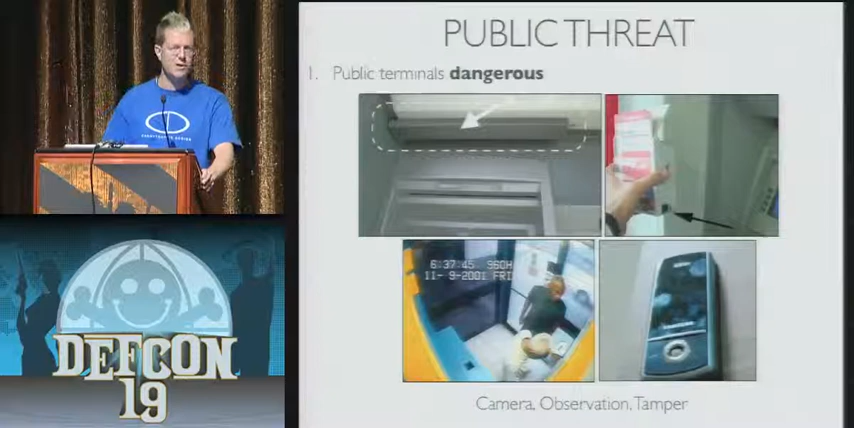 PUBLIC THREAT
1. Public terminals dangerous
6:37:45 960H
11- 9-2001 FRI
Camera, Observation, Tamper
DEFCON
19